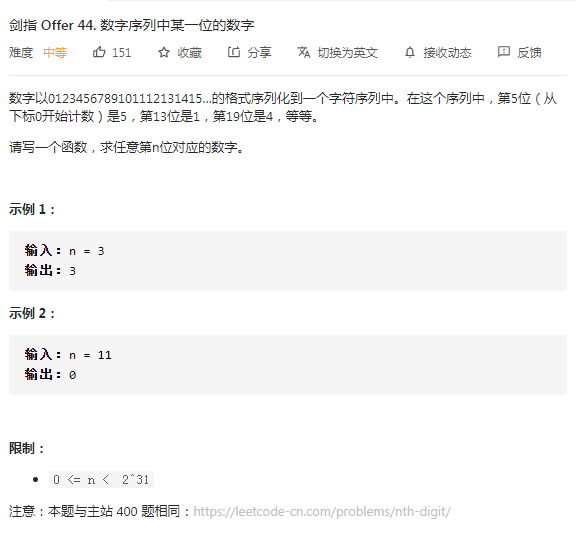 剑指 Offer 44. 数字序列中某一位的数字
难度 中等 151 收藏 分享 切换为英文 接收动态 反馈
数字以0123456789101112131415…的格式序列化到一个字符序列中。在这个序列中，第5位（从
下标0开始计数）是5，第13位是1，第19位是4，等等。
请写一个函数，求任意第n位对应的数字。
示例 1：
输入：n = 3
输出：3
示例 2：
输入：n = 11
输出：0
限制：
0 <= n < 2^31
注意：本题与主站 400 题相同：https://leetcode-cn.com/problems/nth-digit/